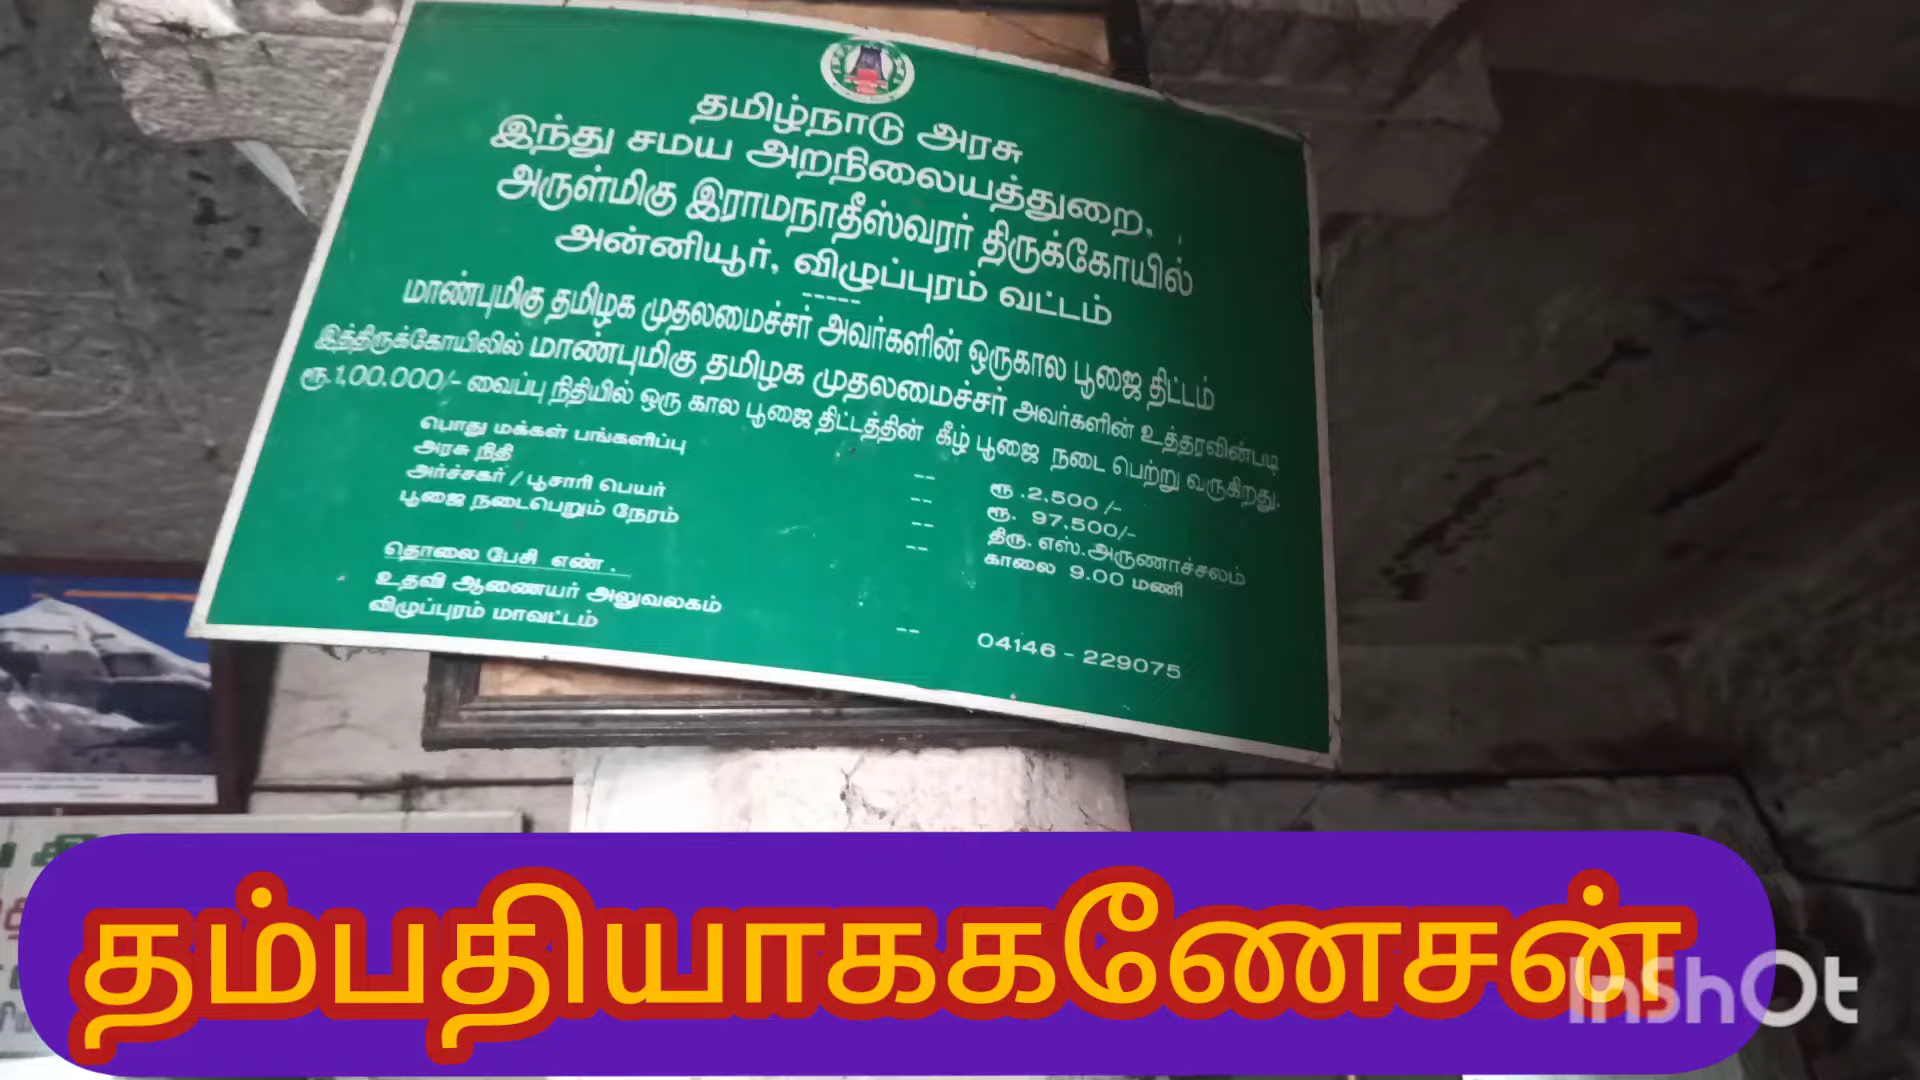 தமிழ்நாடு அரசு
இந்து சமய அறநிலையத்துறை,
அருள்மிகு இராமநாதீஸ்வரர் திருக்கோயில்
அன்னியூர், விழுப்புரம் வட்டம்
-----
மாண்புமிகு தமிழக முதலமைச்சர் அவர்களின் ஒருகால பூஜை திட்டம்
இத்திருக்கோயிலில் மாண்புமிகு தமிழக முதலமைச்சர் அவர்களின் உத்தரவின்படி
ரூ.1,00,000/- வைப்பு நிதியில் ஒரு கால பூஜை திட்டத்தின் கீழ் பூஜை நடை பெற்று வருகிறது.
பொது மக்கள் பங்களிப்பு -- ரூ .2,500 /-
அரசு நிதி -- ரூ. 97,500/-
அர்ச்சகர் / பூசாரி பெயர் -- திரு. எஸ்.அருணாச்சலம்
பூஜை நடைபெறும் நேரம் -- காலை 9.00 மணி
தொலை பேசி எண் .
உதவி ஆணையர் அலுவலகம்
விழுப்புரம் மாவட்டம் -- 04146 - 229075
தம்பதியாககணேசன்
InShOt